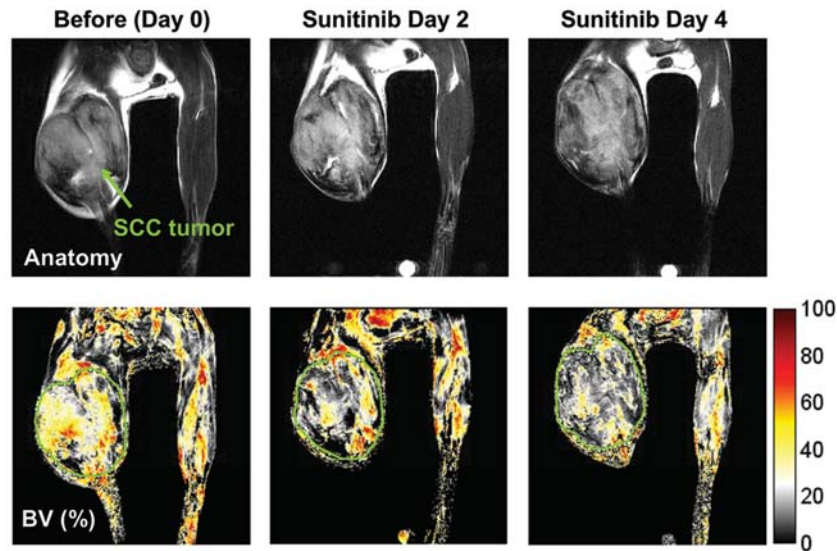 Before (Day 0)
Sunitinib Day 2
Sunitinib Day 4
SCC tumor
Anatomy
BV (%)
100
80
60
40
20
0